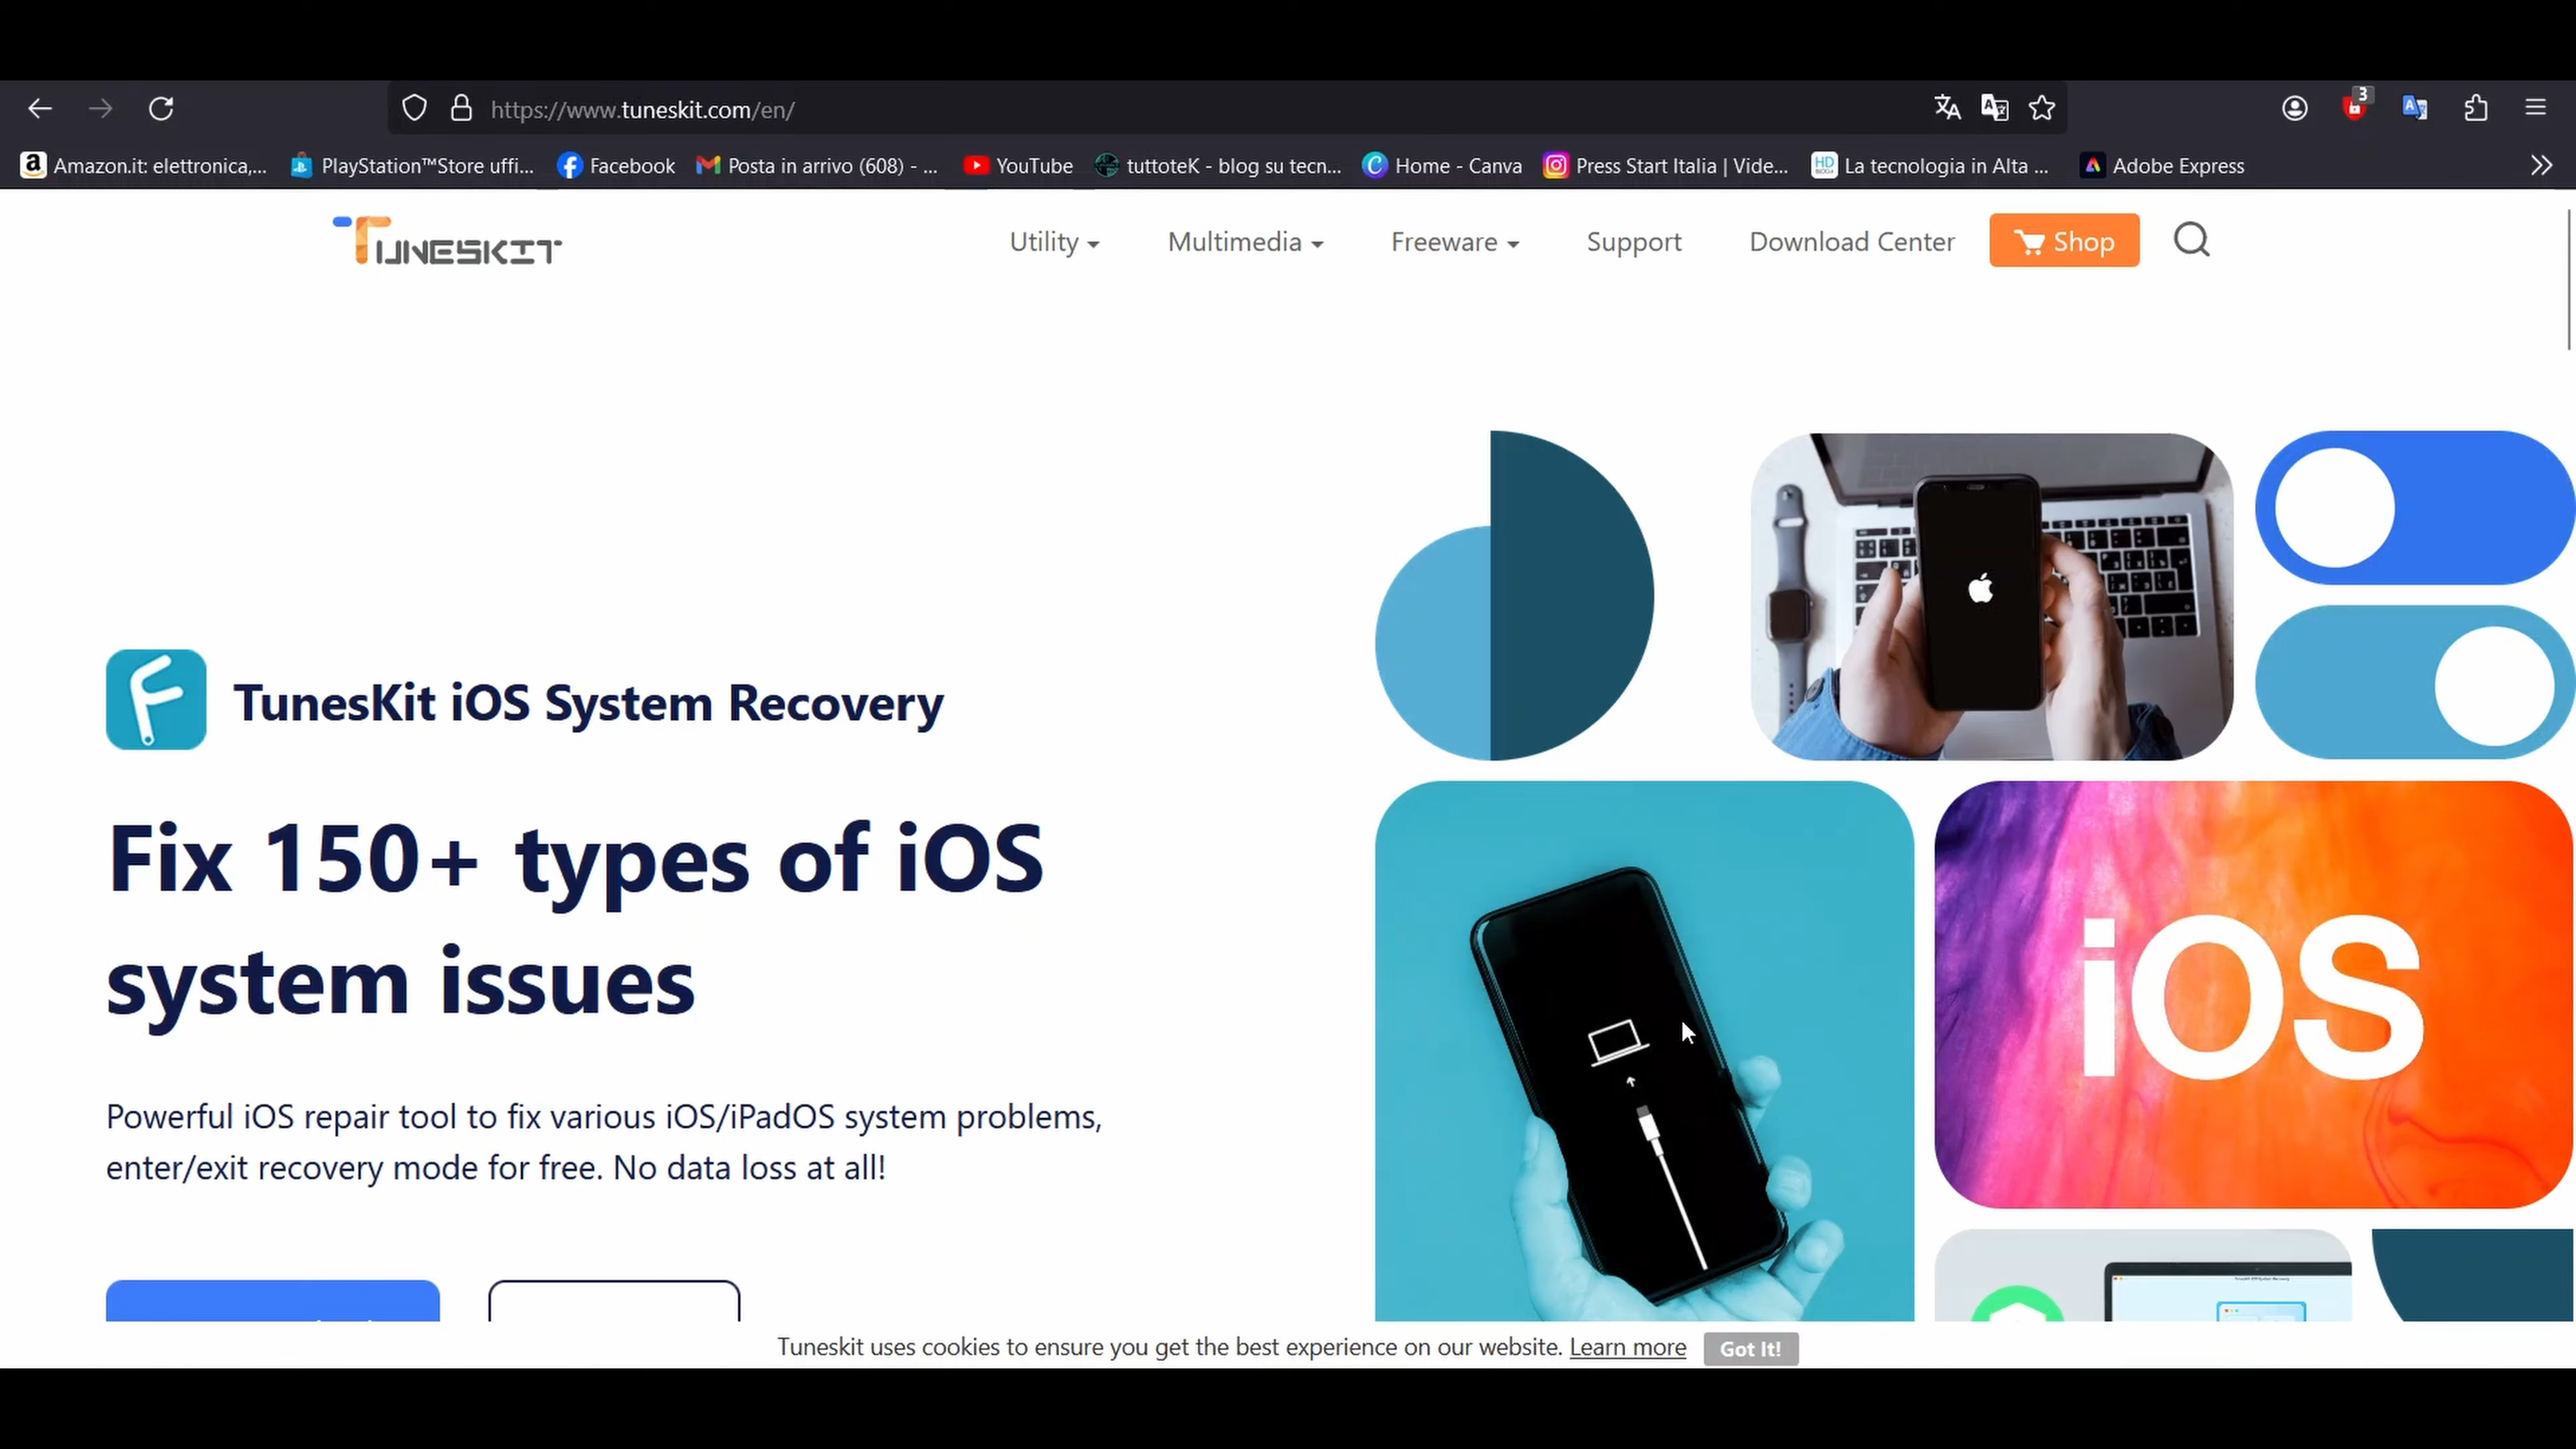 https://www.tuneskit.com/en/
3
Amazon.it: elettronica,...
PlayStation™Store uffi...
Facebook
Posta in arrivo (608) - ...
YouTube
tuttoteK - blog su tecn...
Home - Canva
Press Start Italia | Vide...
La tecnologia in Alta ...
Adobe Express
TUNESKIT
Utility
Multimedia
Freeware
Support
Download Center
Shop
TunesKit iOS System Recovery
Fix 150+ types of iOS
system issues
Powerful iOS repair tool to fix various iOS/iPadOS system problems,
enter/exit recovery mode for free. No data loss at all!
iOS
Tuneskit uses cookies to ensure you get the best experience on our website. Learn more Got It!